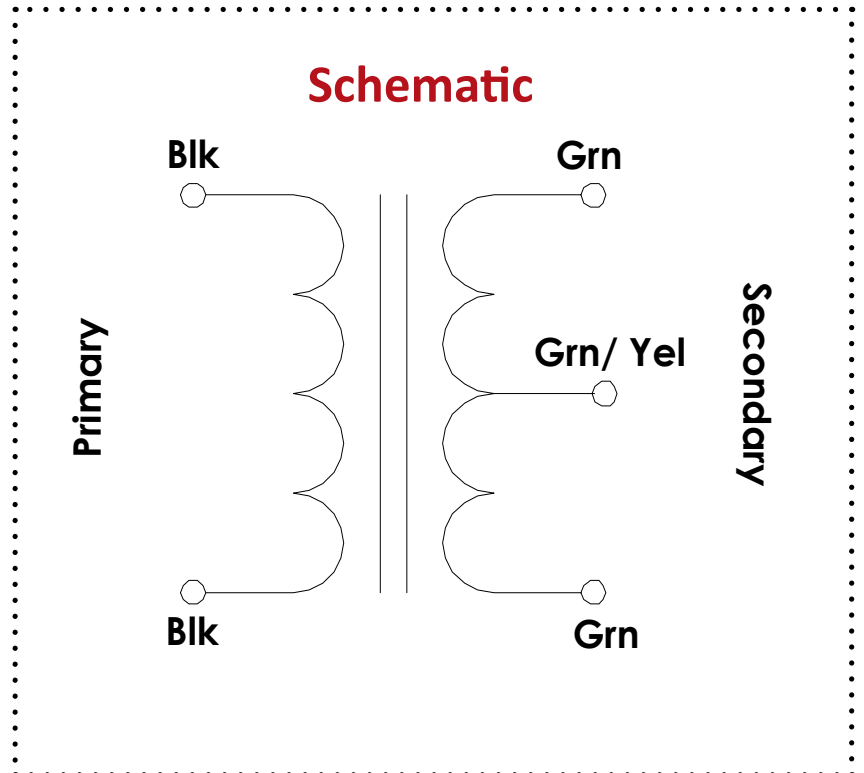 Schematic
Blk
Grn
Primary
Grn/ Yel
Secondary
Blk
Grn